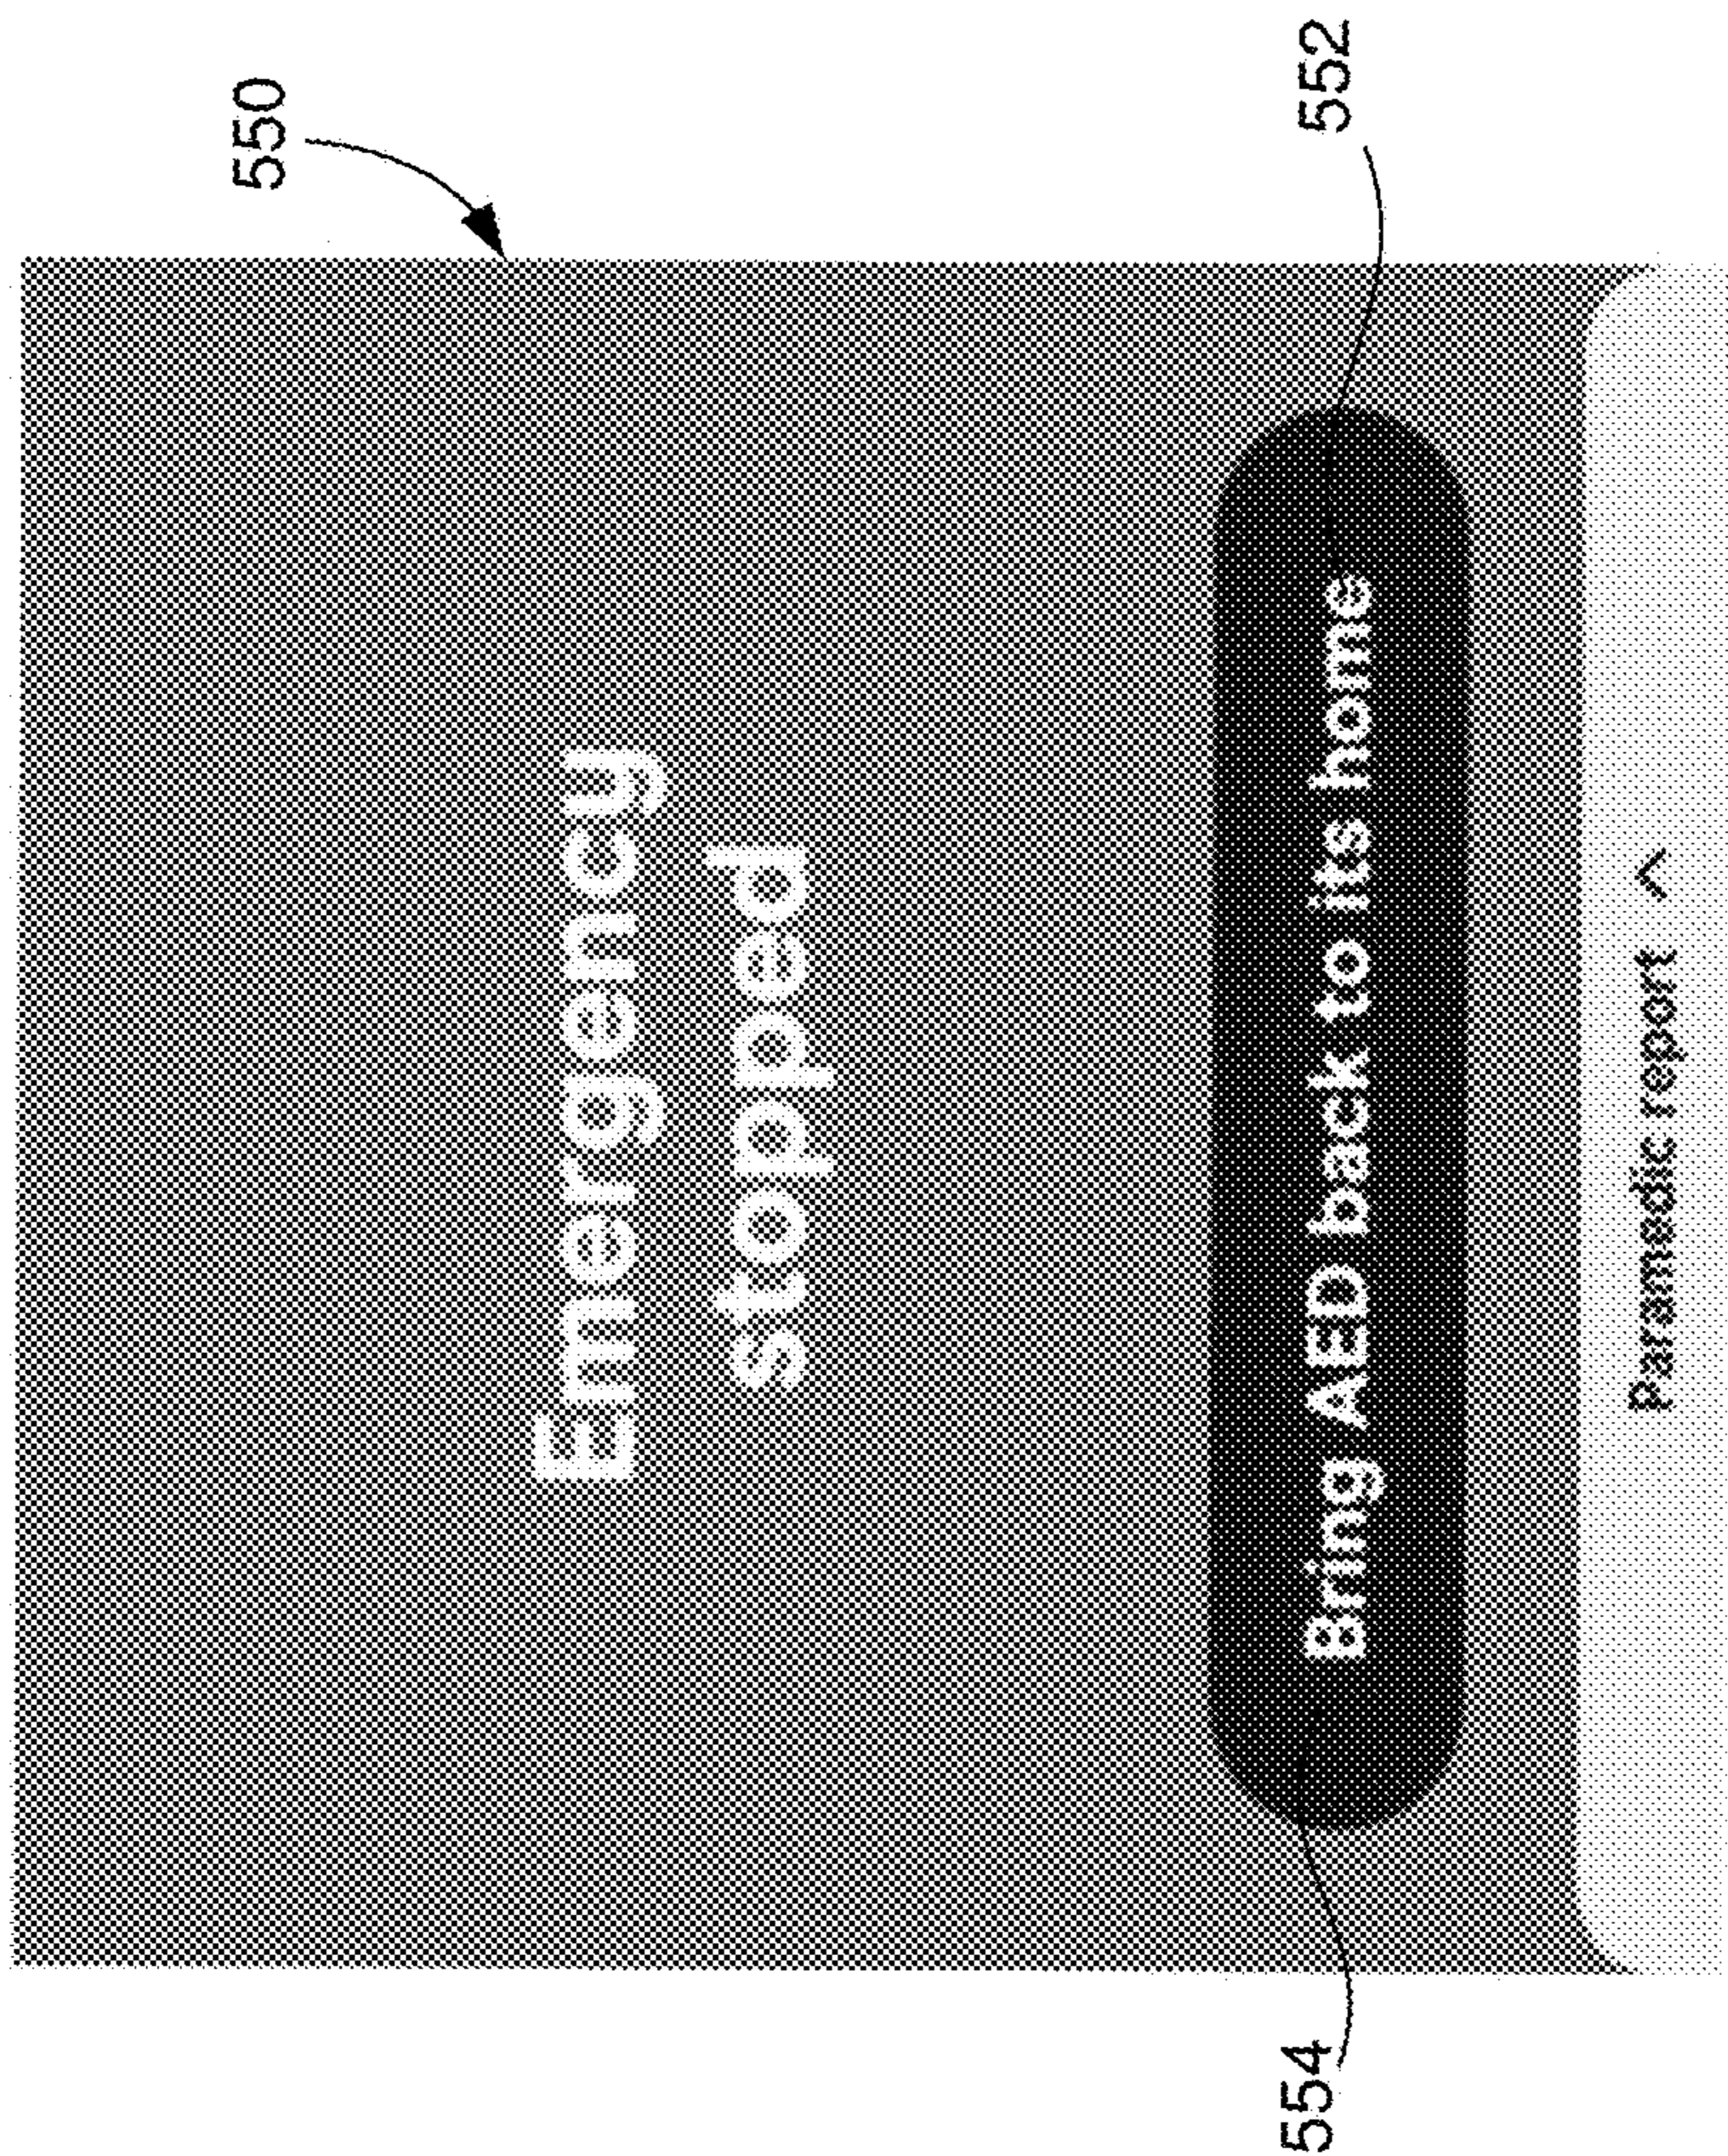 550
Emergency
stopped
554
Bring AED back to its home
552
Paramedic report ^